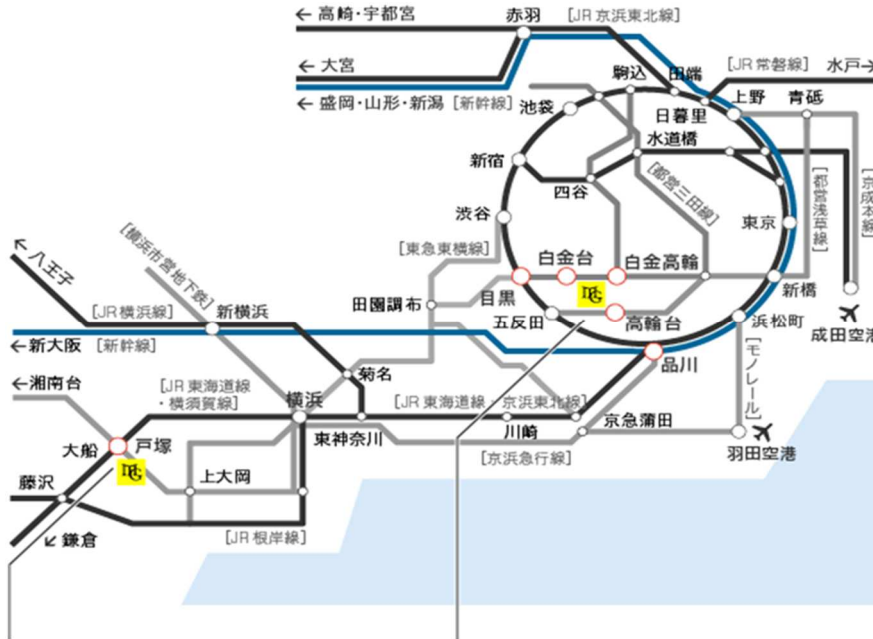 ←高崎・宇都宮
赤羽
[JR京浜東北線]
←大宮
駒込
田端
[JR常磐線]
水戸→
←盛岡・山形・新潟 [新幹線]
池袋
日暮里
上野
青砥
水道橋
新宿
四谷
[都営三田線]
[都営浅草線]
[京成本線]
渋谷
東京
[横浜市営地下鉄]
[東急東横線]
白金台
白金高輪
八王子
目黒
新橋
[JR横浜線]
新横浜
田園調布
五反田
高輪台
浜松町
成田空港
←新大阪 [新幹線]
品川
[モノレール]
←湘南台
[JR東海道線
・横須賀線]
菊名
横浜
[JR東海道線・京浜東北線]
大船
戸塚
東神奈川
川崎
京急蒲田
羽田空港
[京浜急行線]
藤沢
上大岡
鎌倉
[JR根岸線]